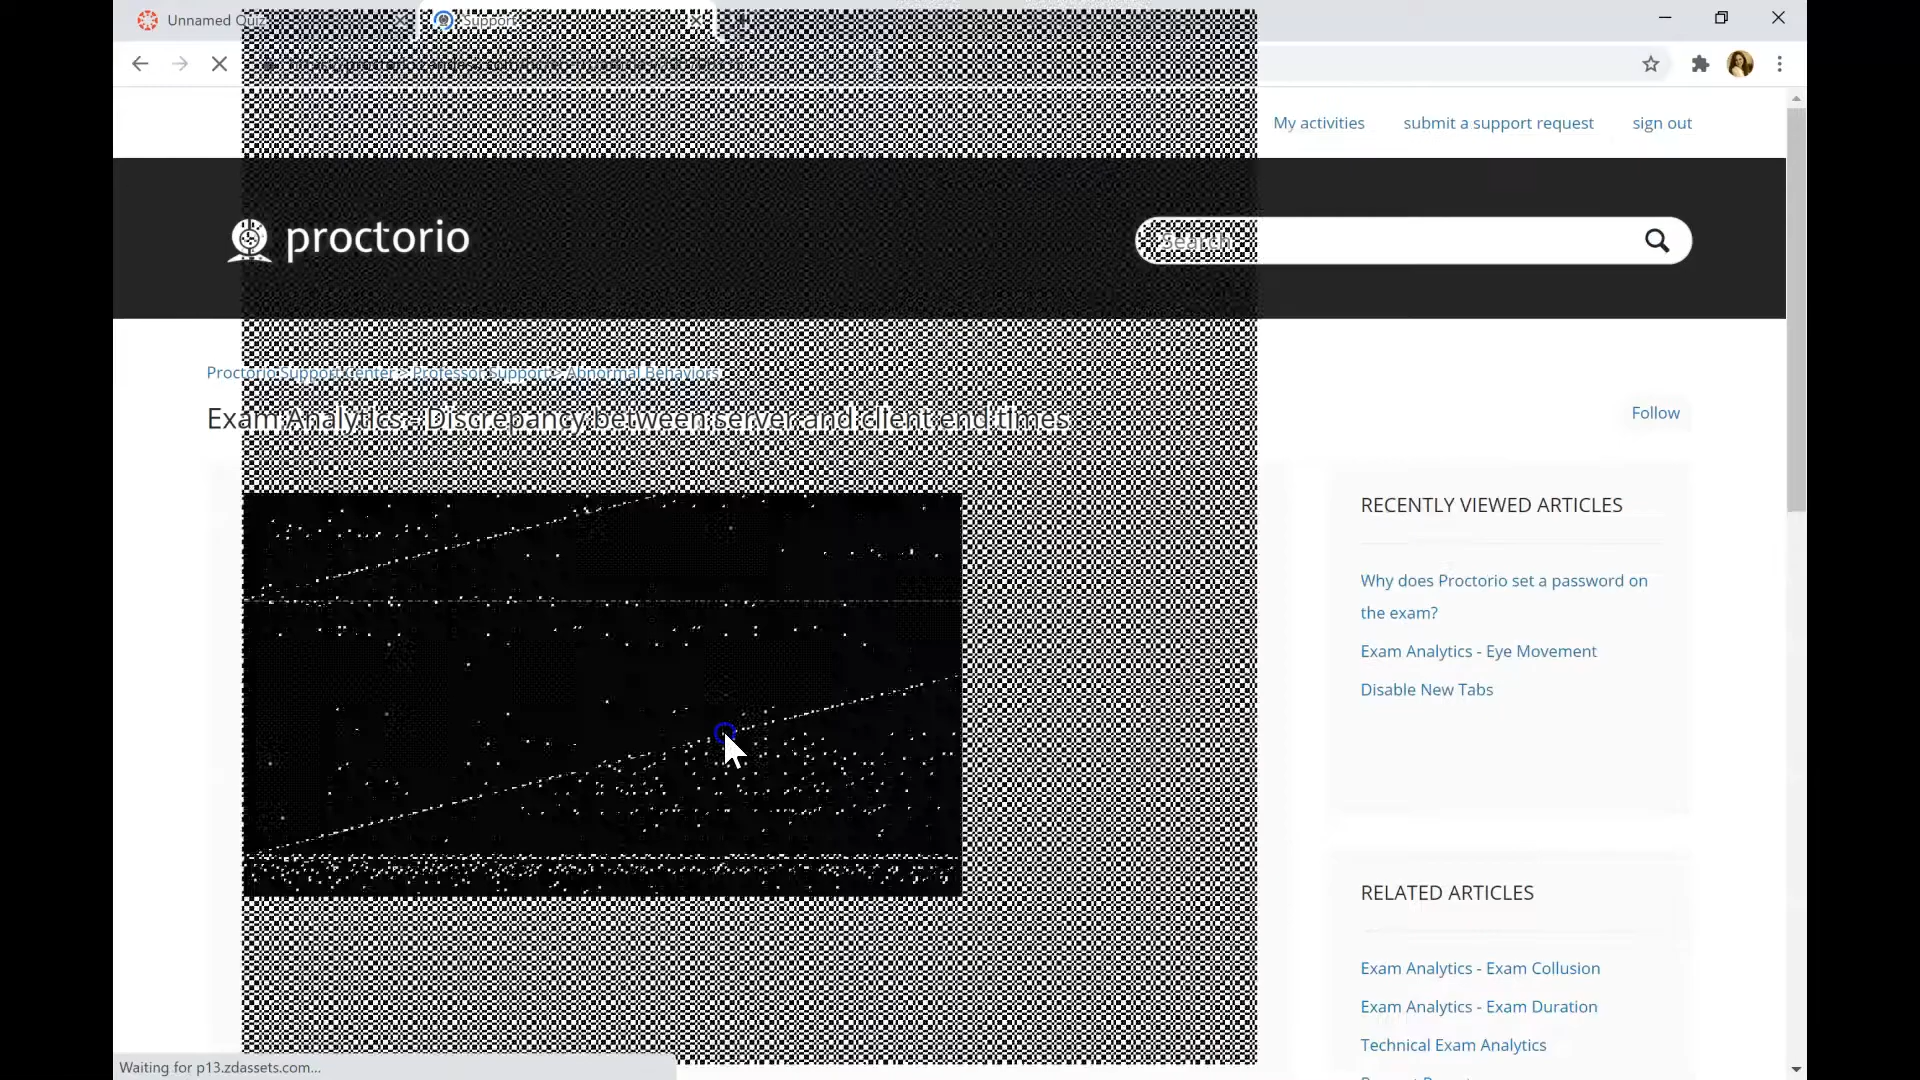 Unnamed Quiz
Support
My activities
submit a support request
sign out
proctorio
Search
Proctorio Support Center > Professor Support > Abnormal Behaviors
Exam Analytics - Discrepancy between server and client end times
Follow
RECENTLY VIEWED ARTICLES
Why does Proctorio set a password on
the exam?
Exam Analytics - Eye Movement
Disable New Tabs
RELATED ARTICLES
Exam Analytics - Exam Collusion
Exam Analytics - Exam Duration
Technical Exam Analytics
Waiting for p13.zdassets.com...